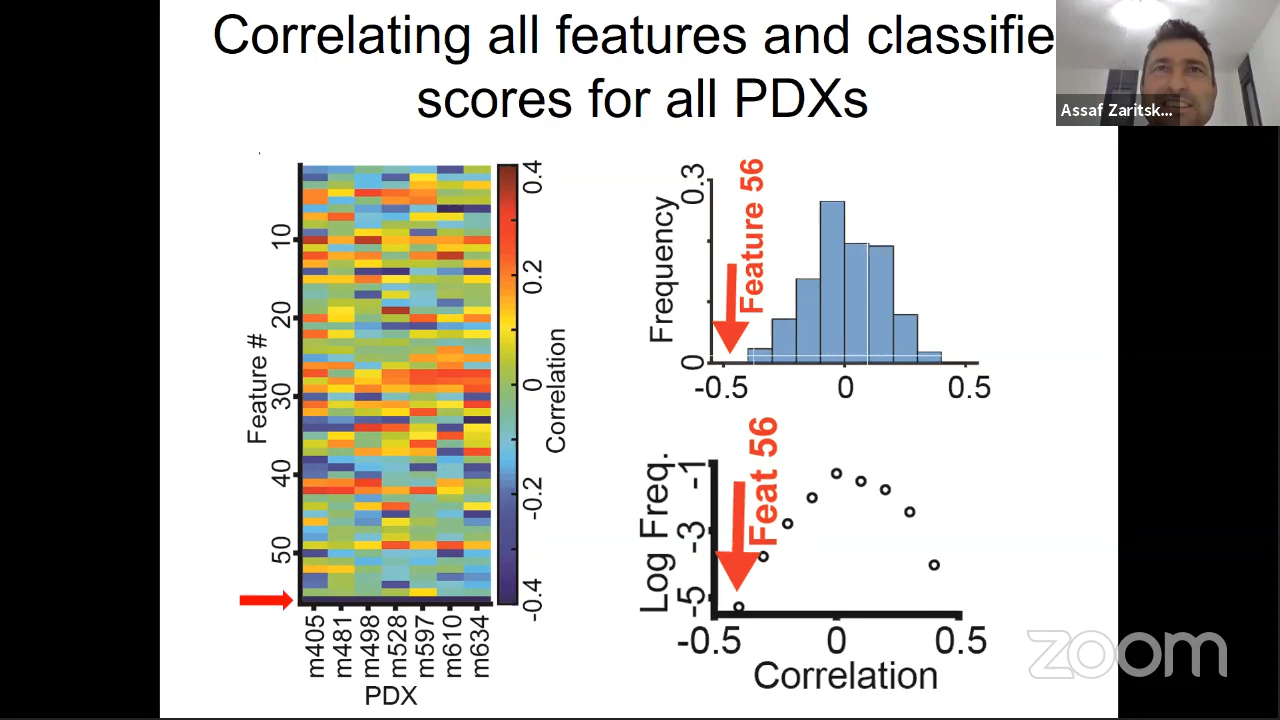 Correlating all features and classifie
scores for all PDXs
Assaf Zaritsk...
Feature #
10
20
30
40
50
m405
m481
m498
m528
m597
m610
m634
PDX
0.4
0.2
0
-0.2
-0.4
Correlation
Frequency
0.3
0
Feature 56
-0.5
0
0.5
Log Freq.
-1
-3
-5
Feat 56
-0.5
0
0.5
Correlation
zoom